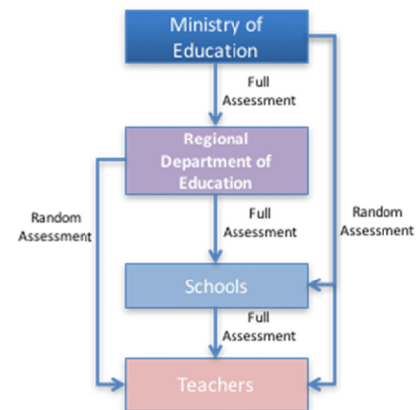 Ministry of
Education
Full
Assessment
Regional
Department of
Education
Random
Assessment
Full
Assessment
Random
Assessment
Schools
Full
Assessment
Teachers